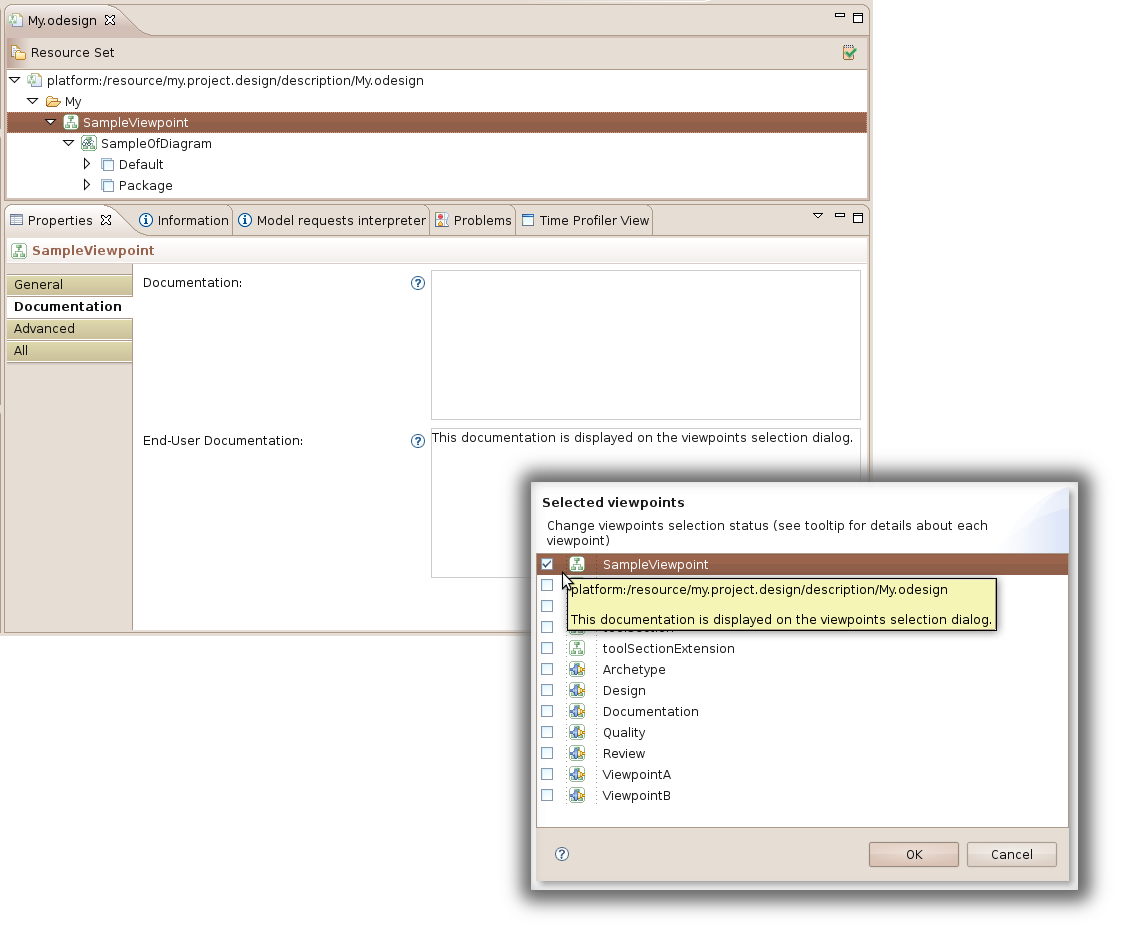 My.odesign
Resource Set
platform:/resource/my.project.design/description/My.odesign
My
SampleViewpoint
SampleOfDiagram
Default
Package
Properties Information Model requests interpreter Problems Time Profiler View
SampleViewpoint
General
Documentation
Advanced
All
Documentation:
End-User Documentation:
This documentation is displayed on the viewpoints selection dialog.
Selected viewpoints
Change viewpoints selection status (see tooltip for details about each
viewpoint)
SampleViewpoint
platform:/resource/my.project.design/description/My.odesign
This documentation is displayed on the viewpoints selection dialog.
toolSectionExtension
Archetype
Design
Documentation
Quality
Review
ViewpointA
ViewpointB
OK Cancel